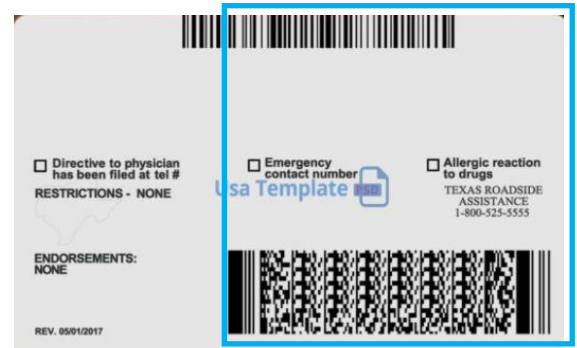 Directive to physician
has been filed at tel #
Emergency
contact number
Allergic reaction
to drugs
RESTRICTIONS - NONE
Usa Template PSD
TEXAS ROADSIDE
ASSISTANCE
1-800-525-5555
ENDORSEMENTS:
NONE
REV. 05/01/2017